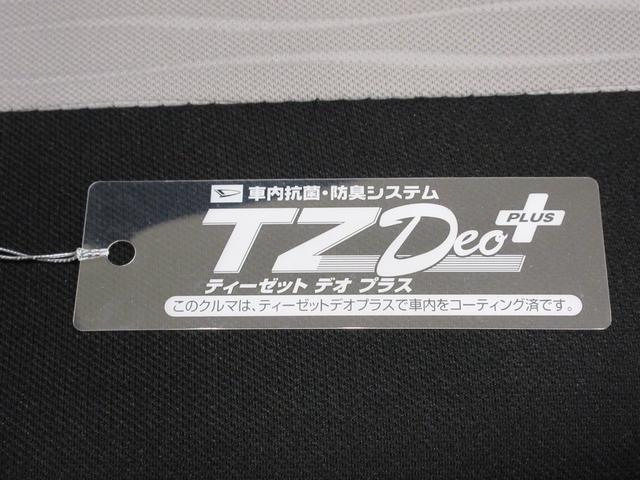 車内抗菌・防臭システム
TZ Deo PLUS
ティーゼット デオ プラス
このクルマは、ティーゼットデオプラスで車内をコーティング済です。